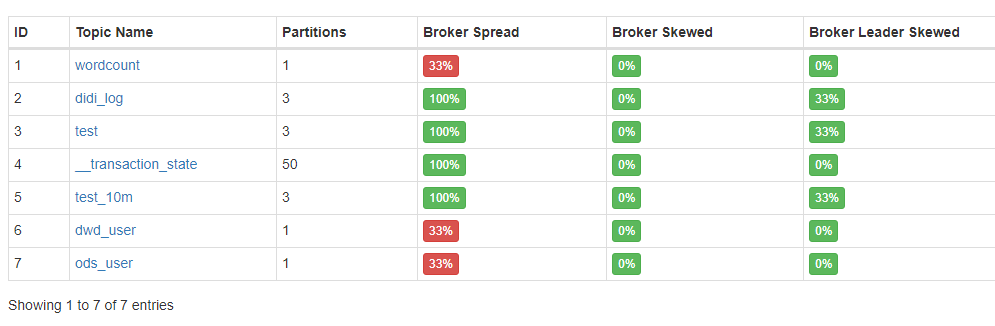 ID Topic Name Partitions Broker Spread Broker Skewed Broker Leader Skewed
1 wordcount 1 33% 0% 0%
2 didi_log 3 100% 0% 33%
3 test 3 100% 0% 33%
4 __transaction_state 50 100% 0% 0%
5 test_10m 3 100% 0% 33%
6 dwd_user 1 33% 0% 0%
7 ods_user 1 33% 0% 0%
Showing 1 to 7 of 7 entries